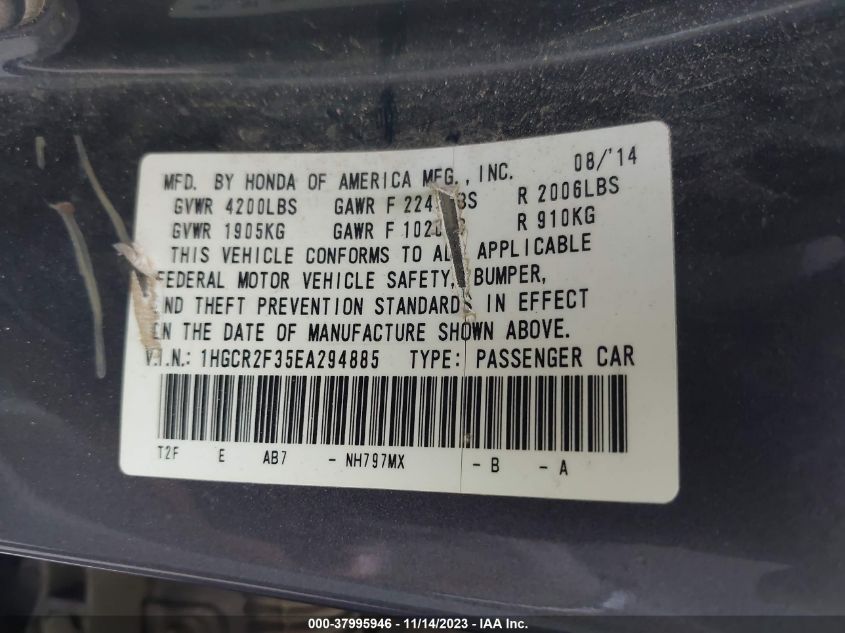 MFD. BY HONDA OF AMERICA MFG., INC. 08/'14
GVWR 4200LBS GAWR F R 2006LBS
GVWR 1905KG GAWR F R 910KG
THIS VEHICLE CONFORMS TO ALL APPLICABLE
FEDERAL MOTOR VEHICLE SAFETY, BUMPER,
AND THEFT PREVENTION STANDARDS IN EFFECT
ON THE DATE OF MANUFACTURE SHOWN ABOVE.
V.I.N.: 1HGCR2F35EA294885 TYPE: PASSENGER CAR
T2F E AB7 - NH797MX - B - A
000-37995946 - 11/14/2023 - IAA Inc.